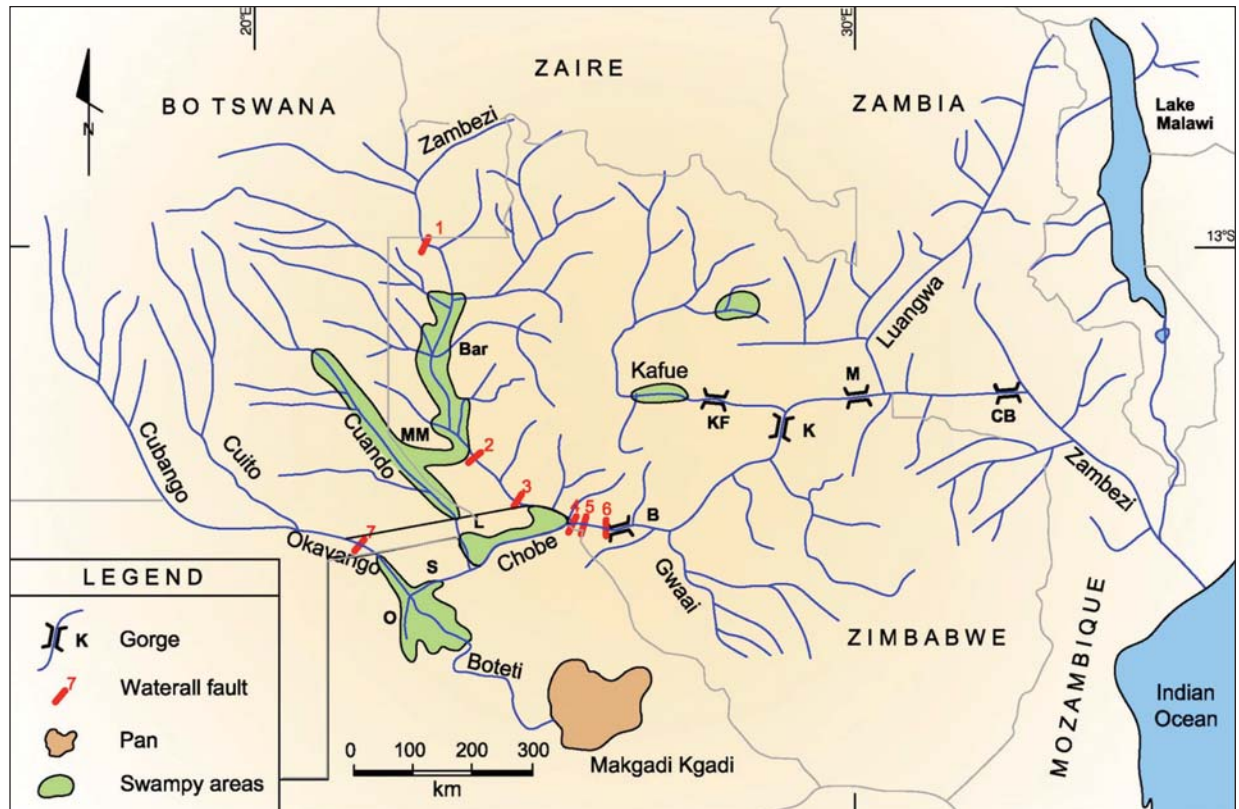 20°E
30°E
ZAIRE
BOTSWANA
ZAMBIA
Zambezi
Lake
Malawi
N
1
13°S
Luangwa
Bar
Kafue
M
KF
K
CB
MM
Cuando
2
Cubango
Cuito
Zambezi
3
L
4
5
6
B
7
Okavango
Chobe
S
Gwaai
O
ZIMBABWE
MOZAMBIQUE
Boteti
Indian
Ocean
Makgadi Kgadi
LEGEND
K Gorge
7 Waterall fault
Pan
Swampy areas
0 100 200 300
km